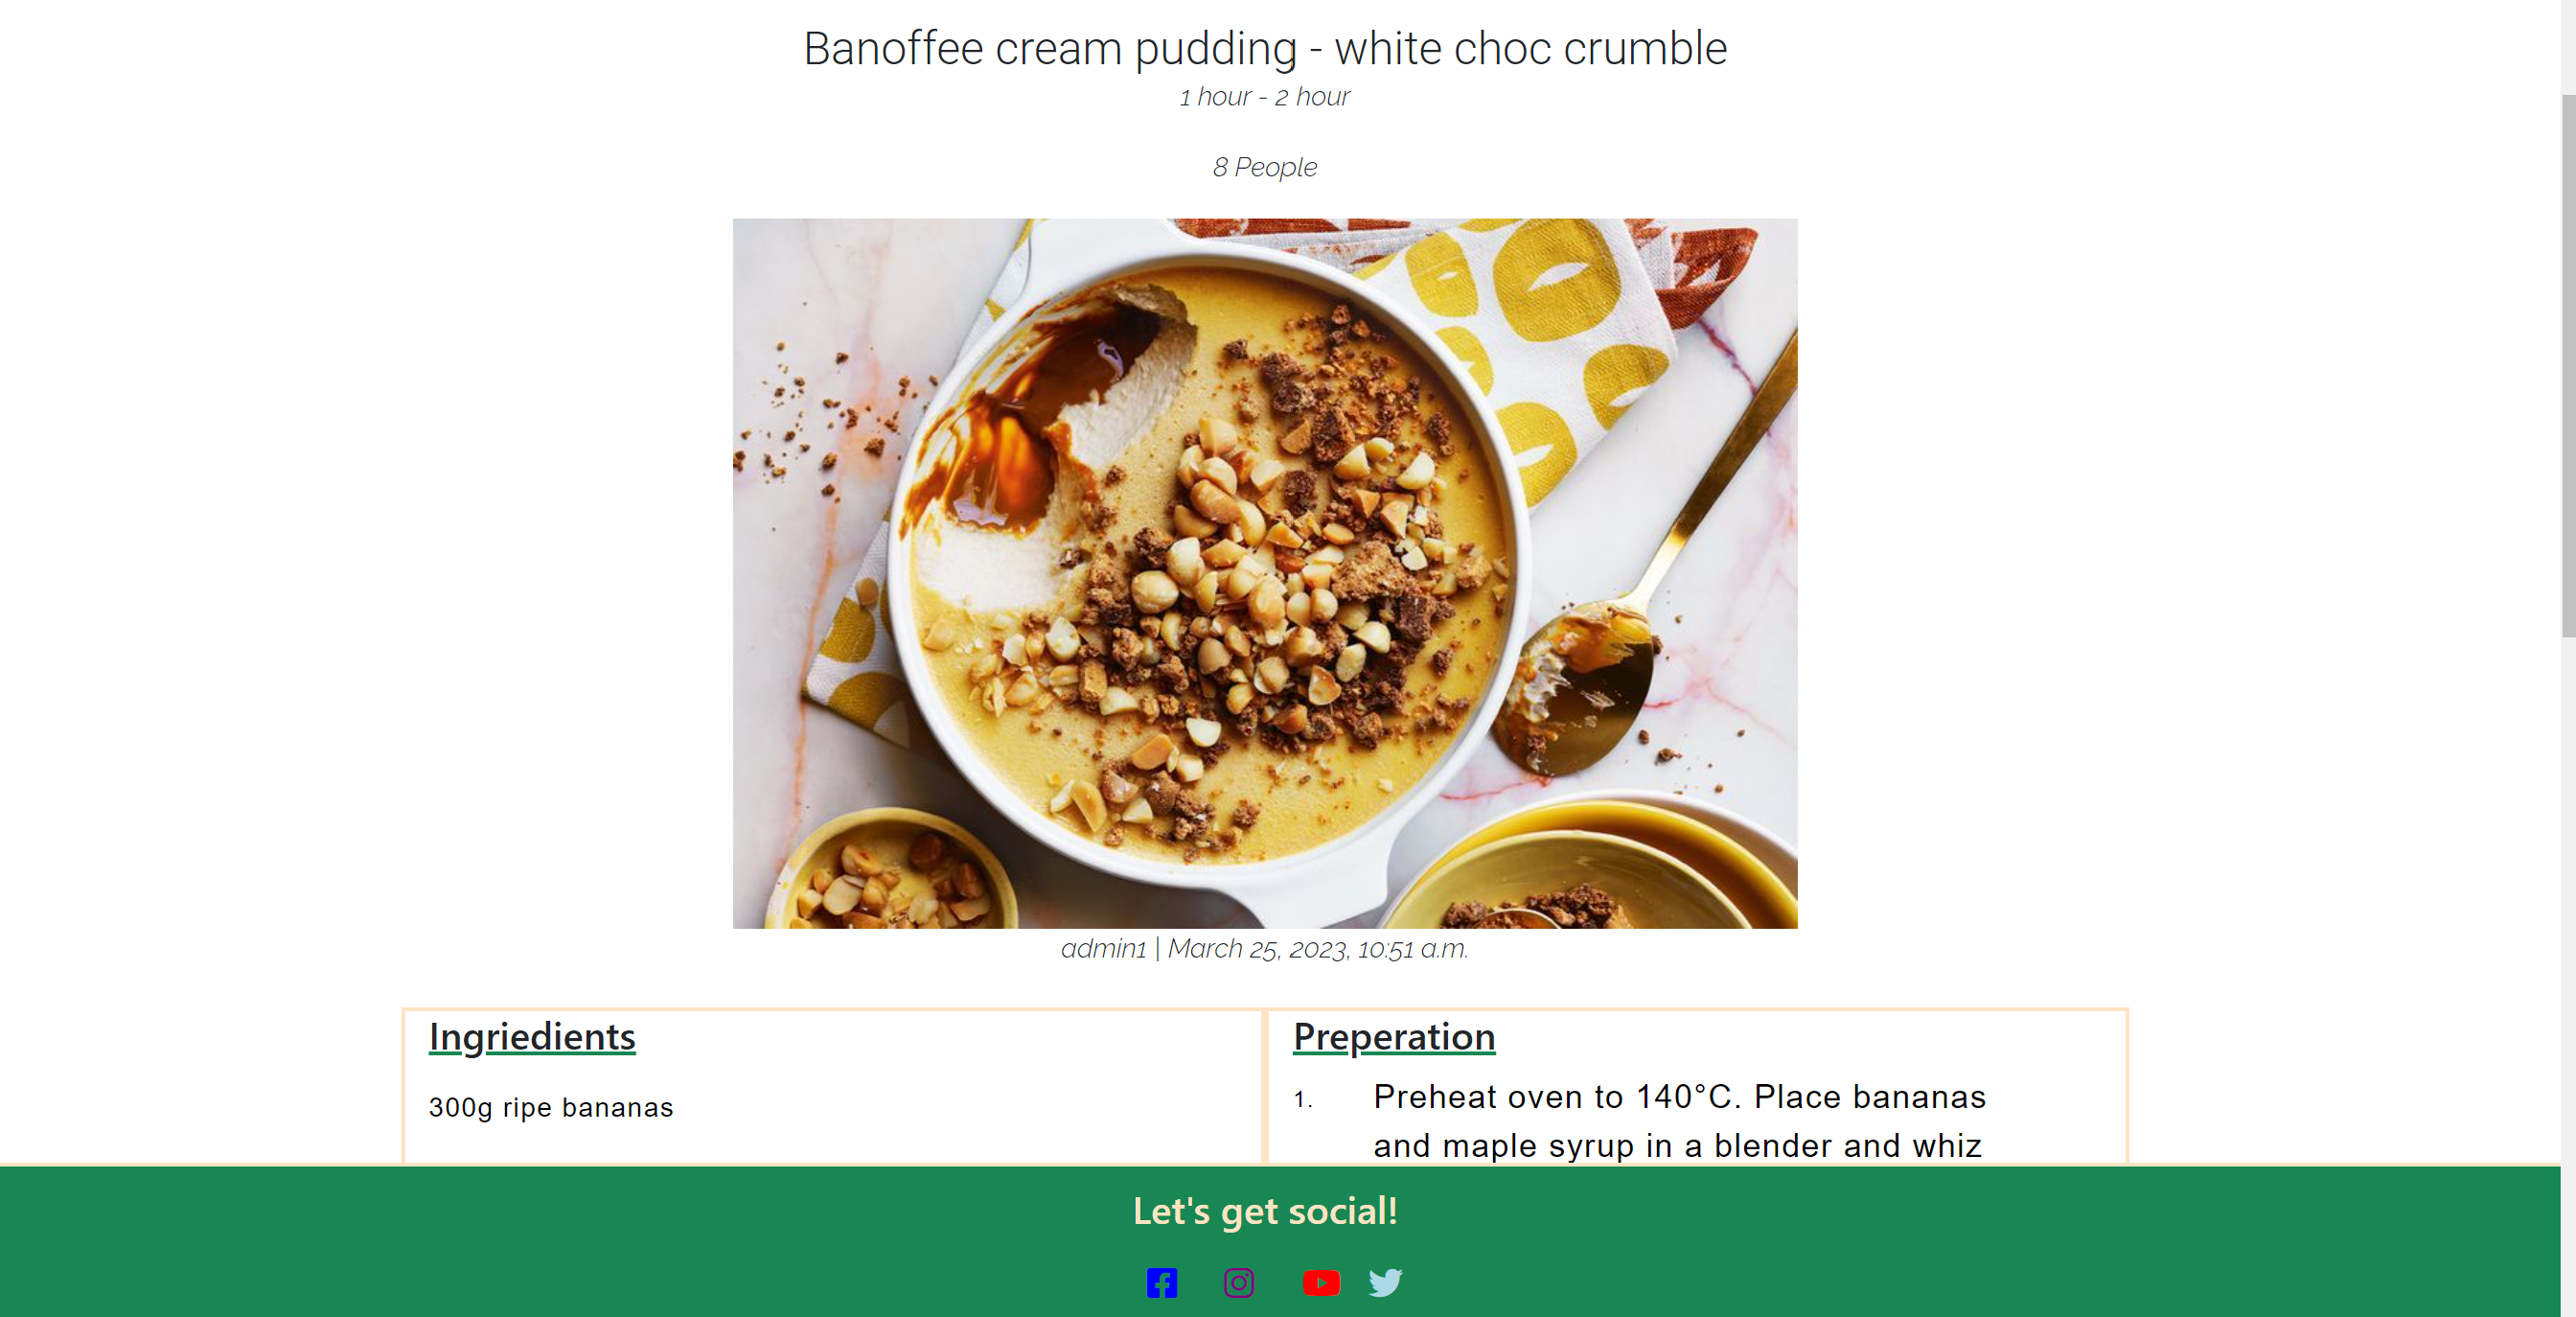 Banoffee cream pudding - white choc crumble
1 hour - 2 hour
8 People
admin1 | March 25, 2023, 10:51 a.m.
Ingriedients
300g ripe bananas
Preperation
1. Preheat oven to 140°C. Place bananas
and maple syrup in a blender and whiz
Let's get social!